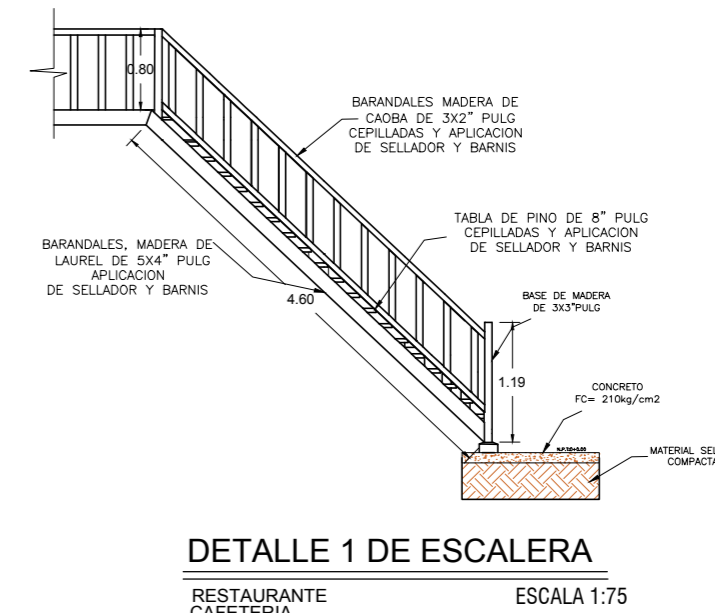 0.80
BARANDALES MADERA DE
CAOBA DE 3X2" PULG
CEPILLADAS Y APLICACION
DE SELLADOR Y BARNIS
TABLA DE PINO DE 8" PULG
CEPILLADAS Y APLICACION
DE SELLADOR Y BARNIS
BARANDALES, MADERA DE
LAUREL DE 5X4" PULG
APLICACION
DE SELLADOR Y BARNIS
4.60
BASE DE MADERA
DE 3X3"PULG
1.19
CONCRETO
FC= 210kg/cm2
MATERIAL SEL
COMPACTA
DETALLE 1 DE ESCALERA
RESTAURANTE
CAFETERIA
ESCALA 1:75